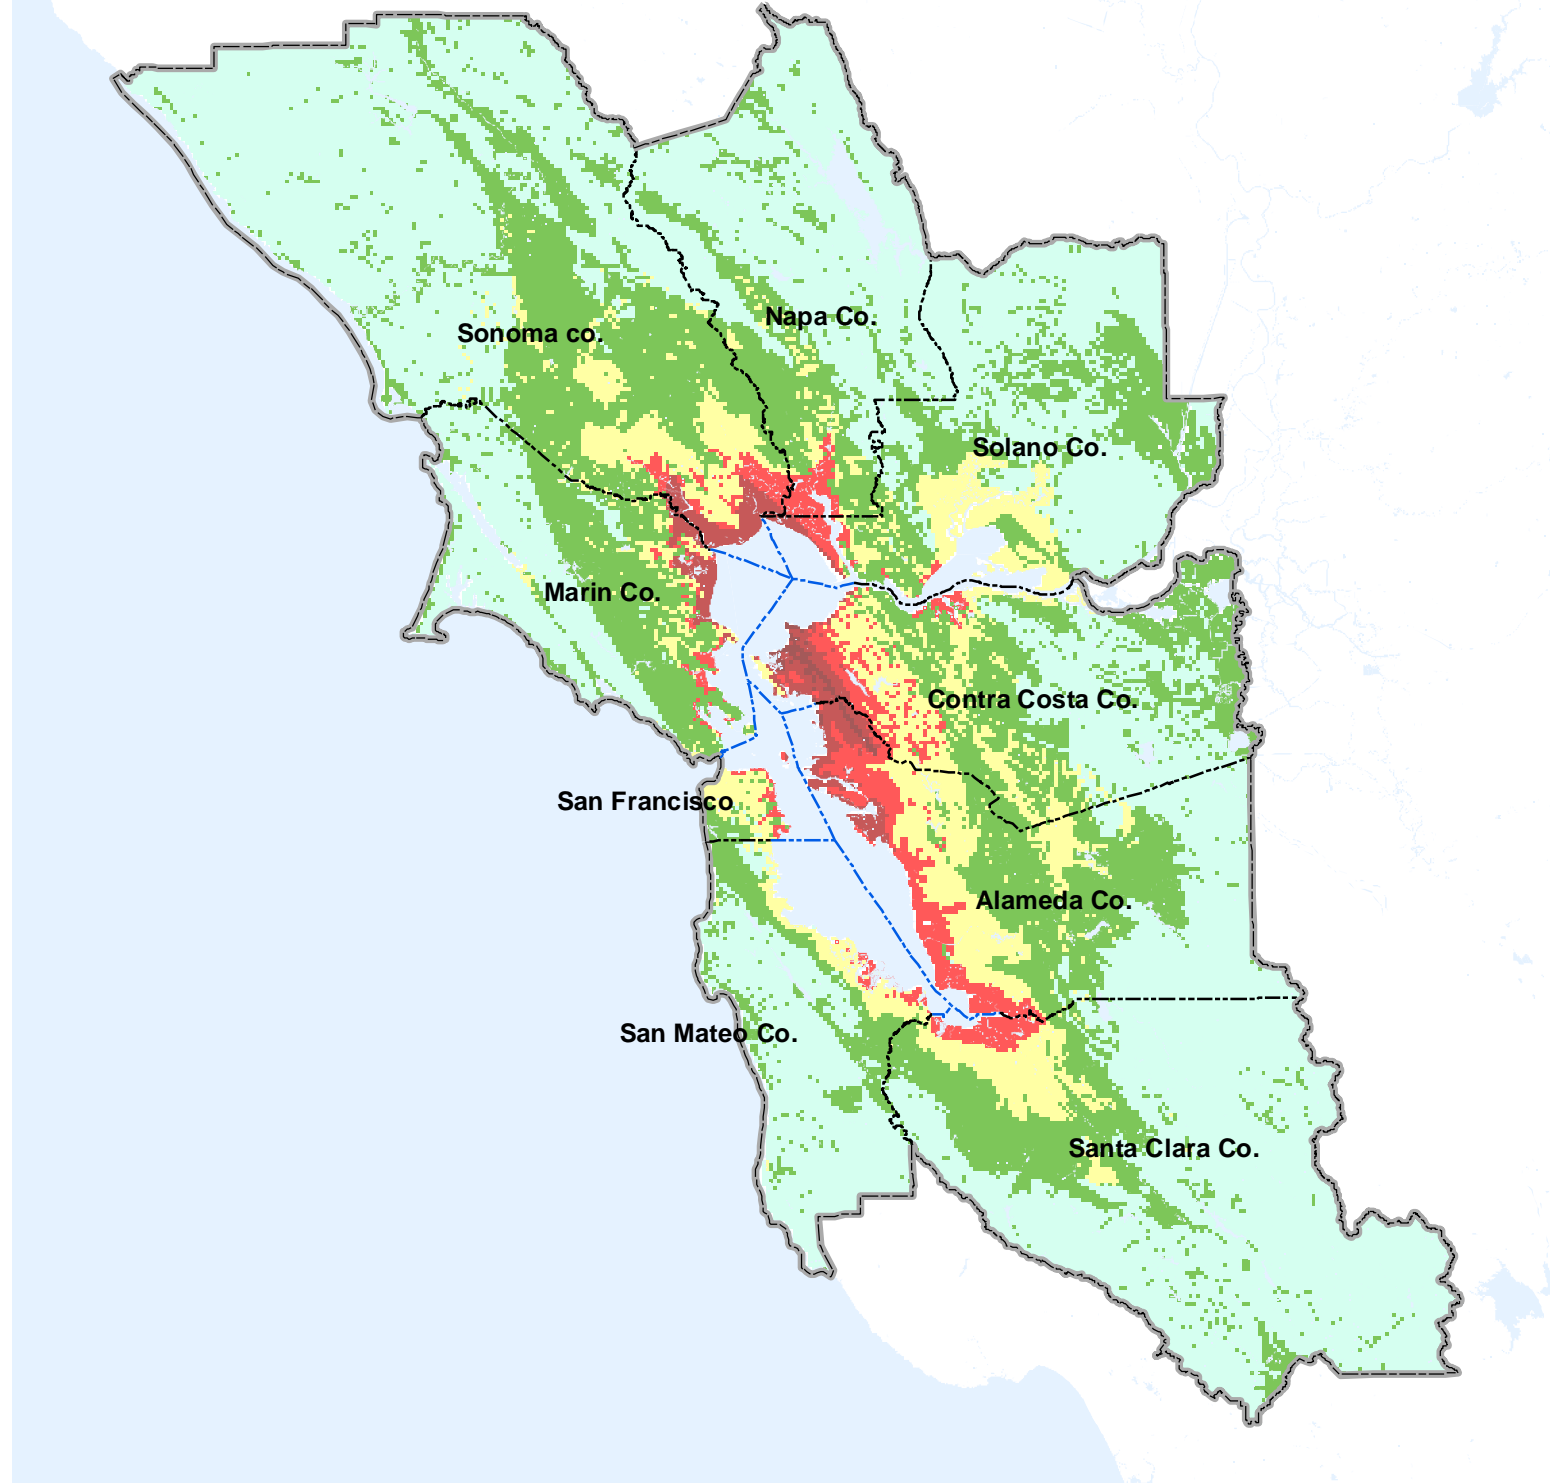 Napa Co.
Sonoma co.
Solano Co.
Marin Co.
Contra Costa Co.
San Francisco
Alameda Co.
San Mateo Co.
Santa Clara Co.